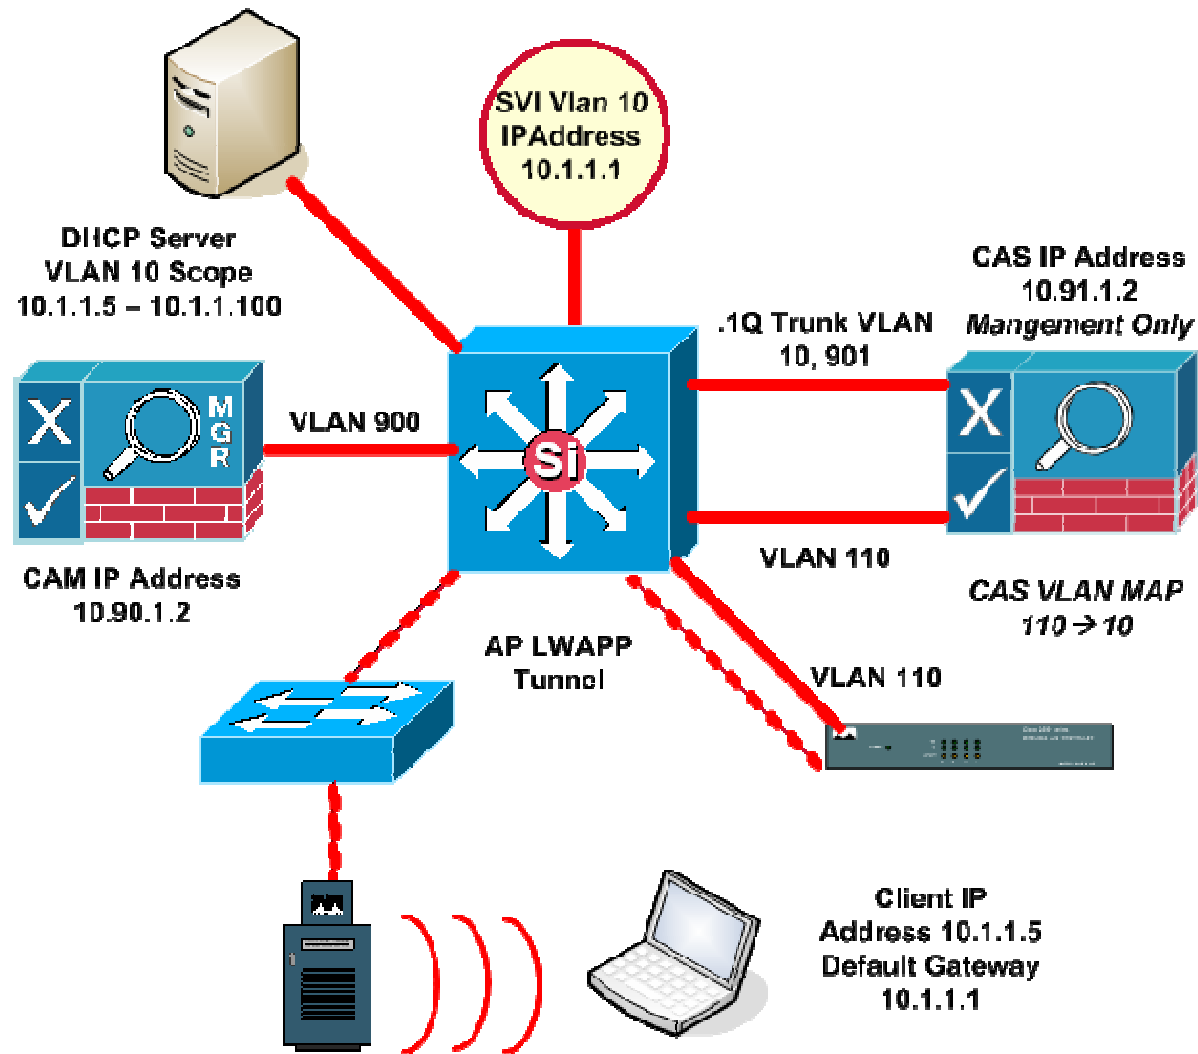 SVI Vlan 10
IPAddress
10.1.1.1
DHCP Server
VLAN 10 Scope
10.1.1.5 – 10.1.1.100
CAS IP Address
10.91.1.2
Mangement Only
.1Q Trunk VLAN
10, 901
MGR
VLAN 900
Si
VLAN 110
CAM IP Address
10.90.1.2
CAS VLAN MAP
110 → 10
AP LWAPP
Tunnel
VLAN 110
Client IP
Address 10.1.1.5
Default Gateway
10.1.1.1